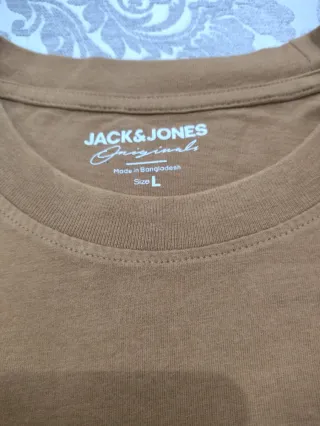 JACK&JONES
Originals
Made in Bangladesh
Size L